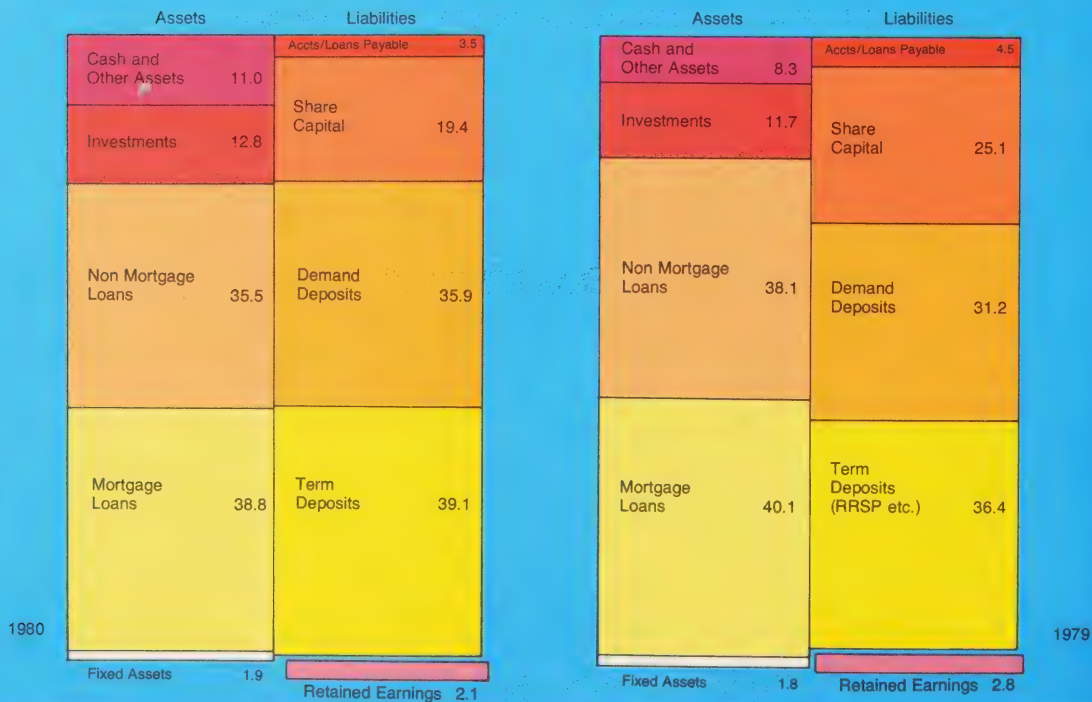 Assets
Liabilities
Cash and
Other Assets 11.0
Investments 12.8
Non Mortgage
Loans 35.5
Mortgage
Loans 38.8
Fixed Assets 1.9
Accts/Loans Payable 3.5
Share
Capital 19.4
Demand
Deposits 35.9
Term
Deposits 39.1
Retained Earnings 2.1
1980
Assets
Liabilities
Cash and
Other Assets 8.3
Investments 11.7
Non Mortgage
Loans 38.1
Mortgage
Loans 40.1
Fixed Assets 1.8
Accts/Loans Payable 4.5
Share
Capital 25.1
Demand
Deposits 31.2
Term
Deposits
(RRSP etc.) 36.4
Retained Earnings 2.8
1979